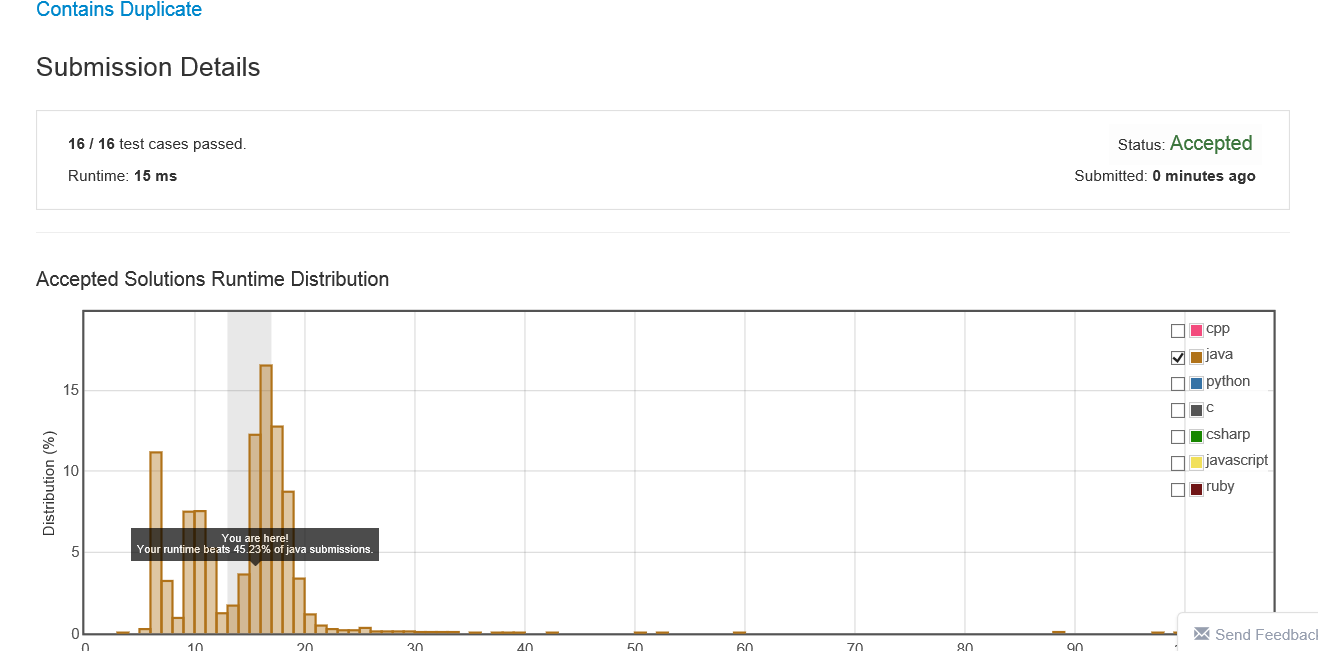 Contains Duplicate
Submission Details
16 / 16 test cases passed.
Status: Accepted
Runtime: 15 ms
Submitted: 0 minutes ago
Accepted Solutions Runtime Distribution
cpp
java
python
c
csharp
javascript
ruby
Distribution (%)
15
10
5
0
You are here!
Your runtime beats 45.23% of java submissions.
0 10 20 30 40 50 60 70 80 90
Send Feedback